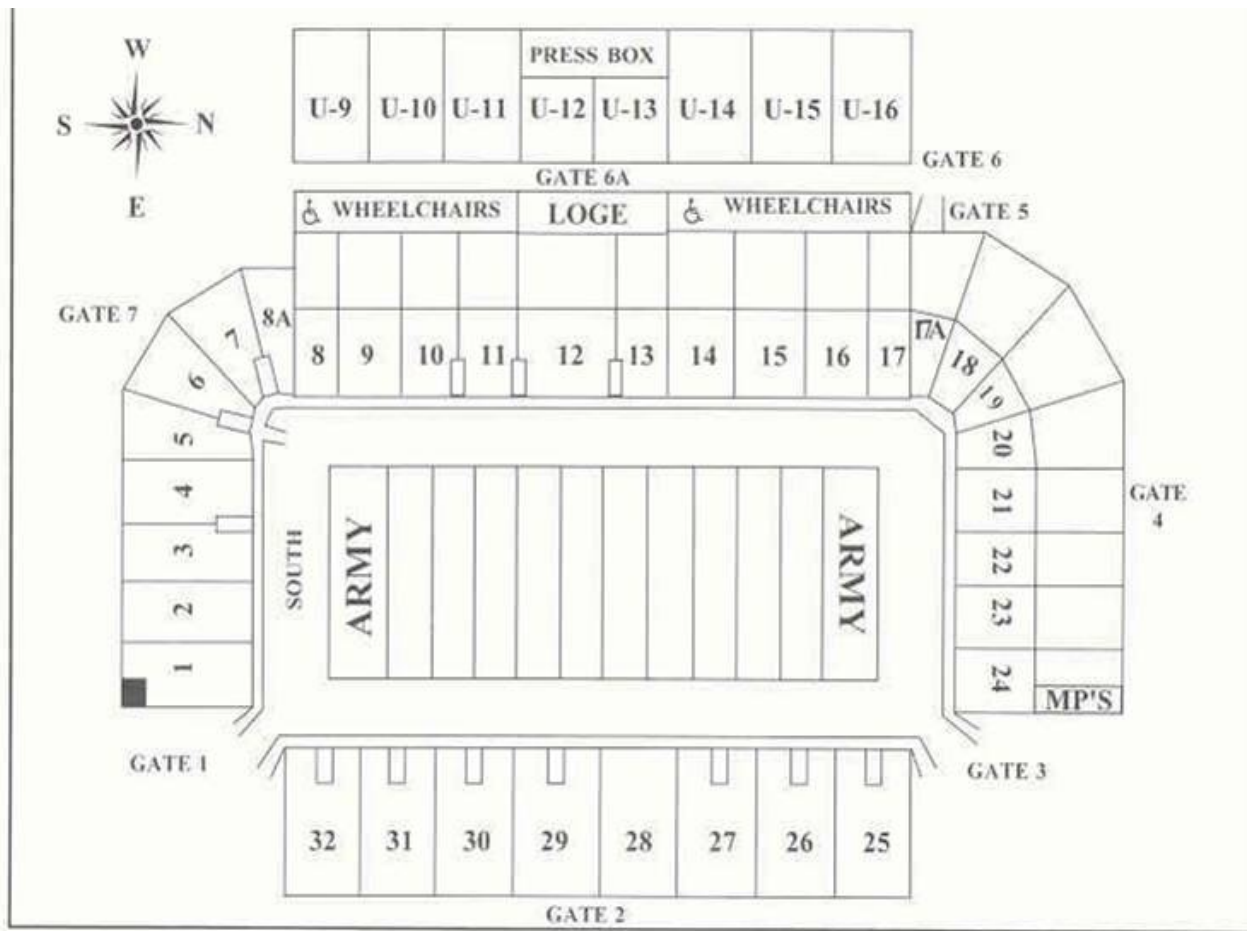 W
S N
E
PRESS BOX
U-9 U-10 U-11 U-12 U-13 U-14 U-15 U-16
GATE 6
GATE 6A
WHEELCHAIRS LOGE WHEELCHAIRS
GATE 5
GATE 7
8A
17A
7
8 9 10 11 12 13 14 15 16 17
18
6
19
5
20
4
21
GATE
4
3
22
SOUTH
ARMY
ARMY
2
23
1
24
MP'S
GATE 1
GATE 3
32 31 30 29 28 27 26 25
GATE 2